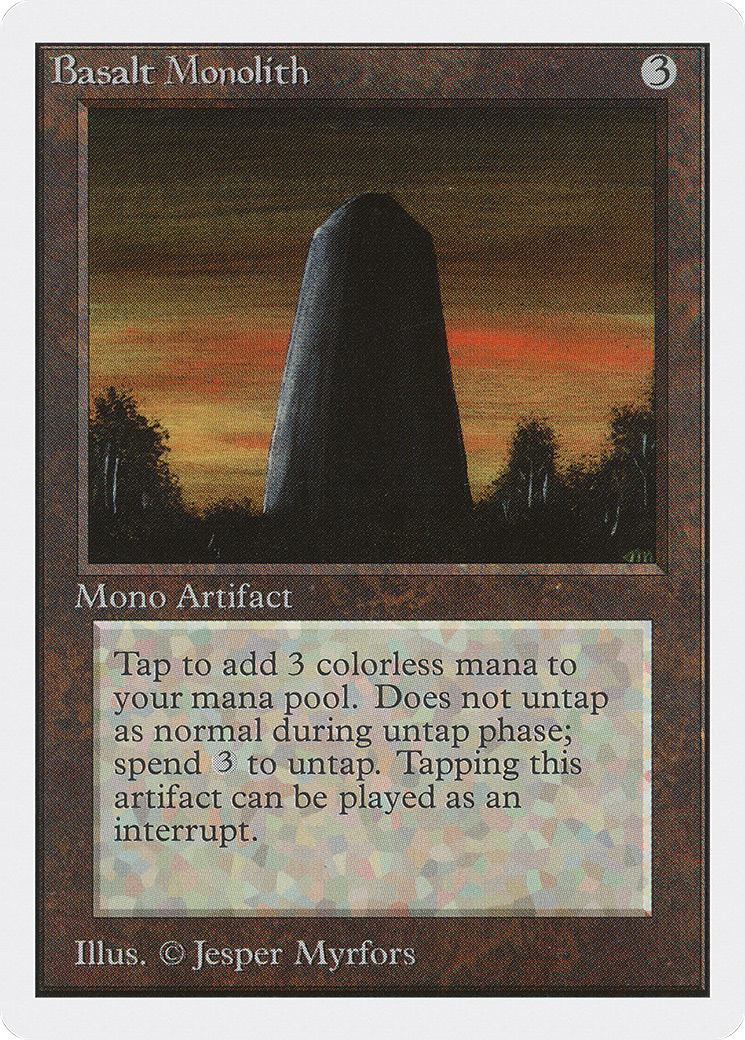 Basalt Monolith
3
Mono Artifact
Tap to add 3 colorless mana to
your mana pool. Does not untap
as normal during untap phase;
spend 3 to untap. Tapping this
artifact can be played as an
interrupt.
Illus. © Jesper Myrfors